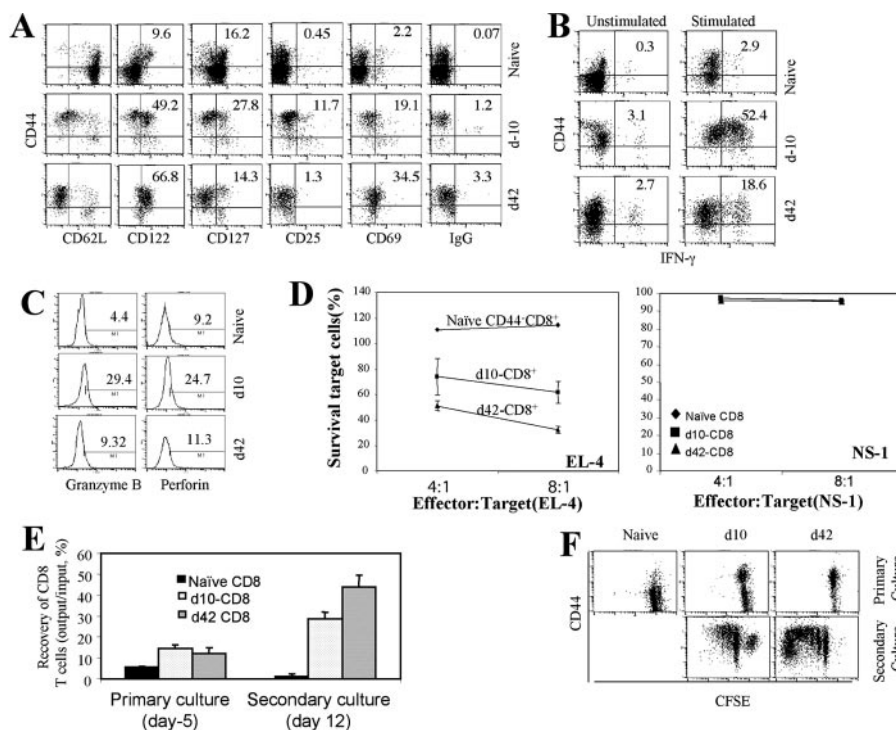 A
9.6 16.2 0.45 2.2 0.07
Naive
49.2 27.8 11.7 19.1 1.2
d-10
66.8 14.3 1.3 34.5 3.3
d42
CD44
CD62L CD122 CD127 CD25 CD69 IgG
B
Unstimulated Stimulated
0.3 2.9
Naive
3.1 52.4
d-10
2.7 18.6
d42
CD44
IFN-γ
C
4.4 9.2
M1 M1
Naive
29.4 24.7
M1 M1
d10
9.32 11.3
M1 M1
d42
Granzyme B Perforin
D
Survival target cells(%)
140
120
100
80
60
40
20
0
Naïve CD44⁻CD8⁺
d10-CD8⁺
d42-CD8⁺
EL-4
4:1 8:1
Effector:Target(EL-4)
100
90
80
70
60
50
40
30
20
10
0
Naïve CD8
d10-CD8
d42-CD8
NS-1
4:1 8:1
Effector:Target(NS-1)
E
Recovery of CD8
T cells (output/input, %)
60
50
40
30
20
10
0
Naïve CD8
d10-CD8
d42 CD8
Primary culture Secondary culture
(day-5) (day 12)
F
Naive d10 d42
Primary
Secondary
CD44
CFSE